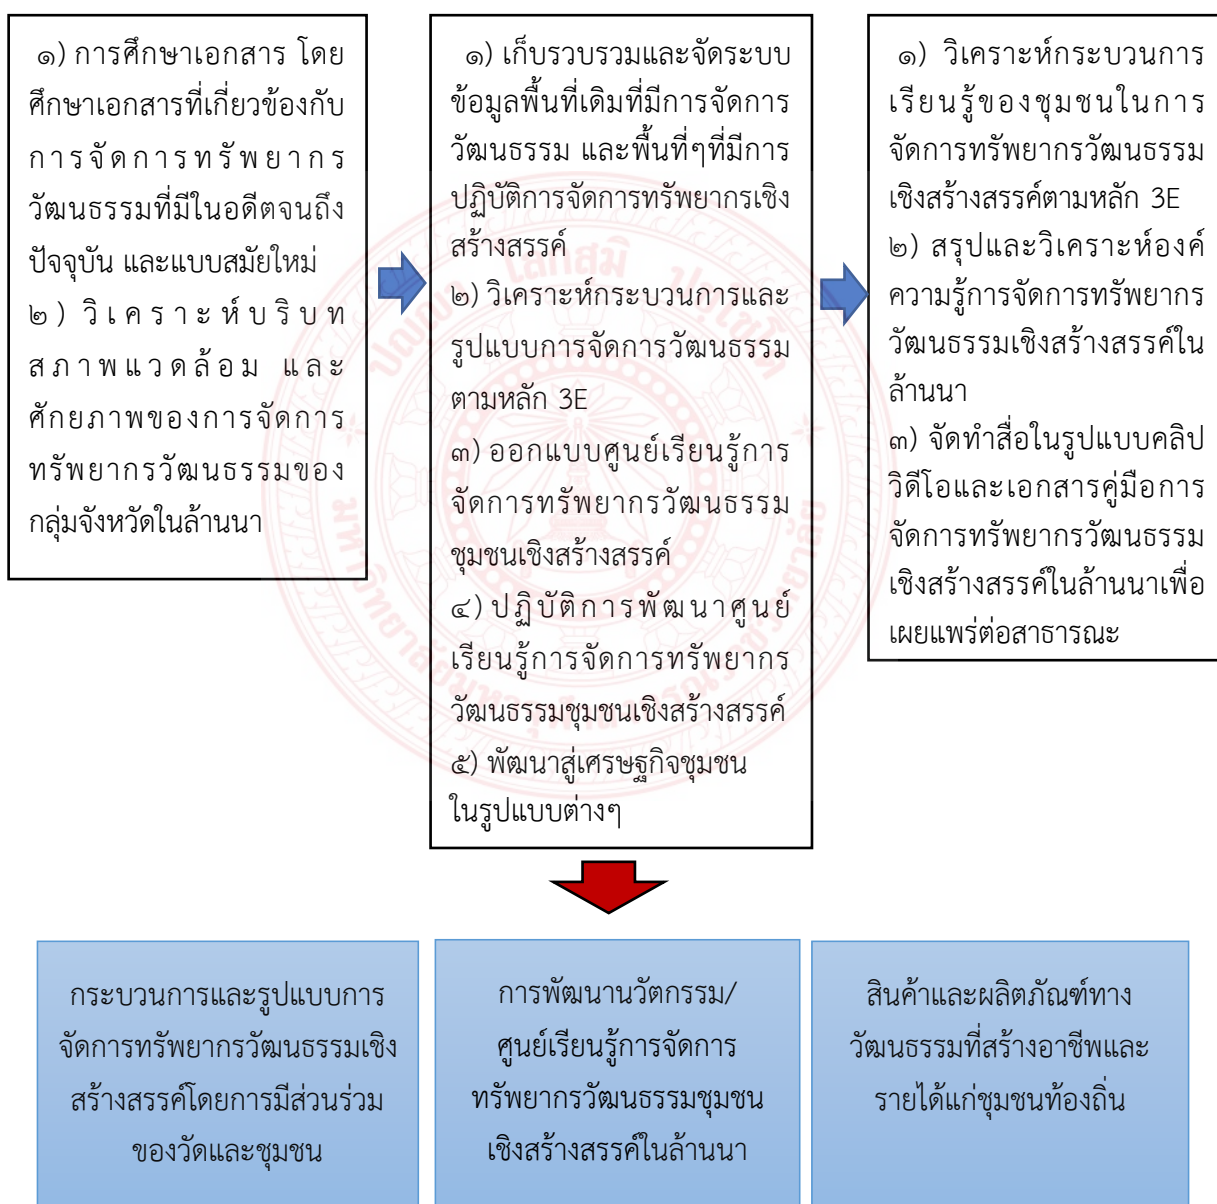 ๑) การศึกษาเอกสาร โดย
ศึกษาเอกสารที่เกี่ยวข้องกับ
การจัดการทรัพยากร
วัฒนธรรมที่มีในอดีตจนถึง
ปัจจุบัน และแบบสมัยใหม่
๒) วิเคราะห์บริบท
สภาพแวดล้อม และ
ศักยภาพของการจัดการ
ทรัพยากรวัฒนธรรมของ
กลุ่มจังหวัดในล้านนา
๑) เก็บรวบรวมและจัดระบบ
ข้อมูลพื้นที่เดิมที่มีการจัดการ
วัฒนธรรม และพื้นที่ๆที่มีการ
ปฏิบัติการจัดการทรัพยากรเชิง
สร้างสรรค์
๒) วิเคราะห์กระบวนการและ
รูปแบบการจัดการวัฒนธรรม
ตามหลัก 3E
๓) ออกแบบศูนย์เรียนรู้การ
จัดการทรัพยากรวัฒนธรรม
ชุมชนเชิงสร้างสรรค์
๔) ปฏิบัติการพัฒนาศูนย์
เรียนรู้การจัดการทรัพยากร
วัฒนธรรมชุมชนเชิงสร้างสรรค์
๕) พัฒนาสู่เศรษฐกิจชุมชน
ในรูปแบบต่างๆ
๑) วิเคราะห์กระบวนการ
เรียนรู้ของชุมชนในการ
จัดการทรัพยากรวัฒนธรรม
เชิงสร้างสรรค์ตามหลัก 3E
๒) สรุปและวิเคราะห์องค์
ความรู้การจัดการทรัพยากร
วัฒนธรรมเชิงสร้างสรรค์ใน
ล้านนา
๓) จัดทำสื่อในรูปแบบคลิป
วิดีโอและเอกสารคู่มือการ
จัดการทรัพยากรวัฒนธรรม
เชิงสร้างสรรค์ในล้านนาเพื่อ
เผยแพร่ต่อสาธารณะ
กระบวนการและรูปแบบการ
จัดการทรัพยากรวัฒนธรรมเชิง
สร้างสรรค์โดยการมีส่วนร่วม
ของวัดและชุมชน
การพัฒนานวัตกรรม/
ศูนย์เรียนรู้การจัดการ
ทรัพยากรวัฒนธรรมชุมชน
เชิงสร้างสรรค์ในล้านนา
สินค้าและผลิตภัณฑ์ทาง
วัฒนธรรมที่สร้างอาชีพและ
รายได้แก่ชุมชนท้องถิ่น
ปญฺญา โลกสฺมิ ปชฺโชโต
มหาวิทยาลัยมหาจุฬาลงกรณราชวิทยาลัย